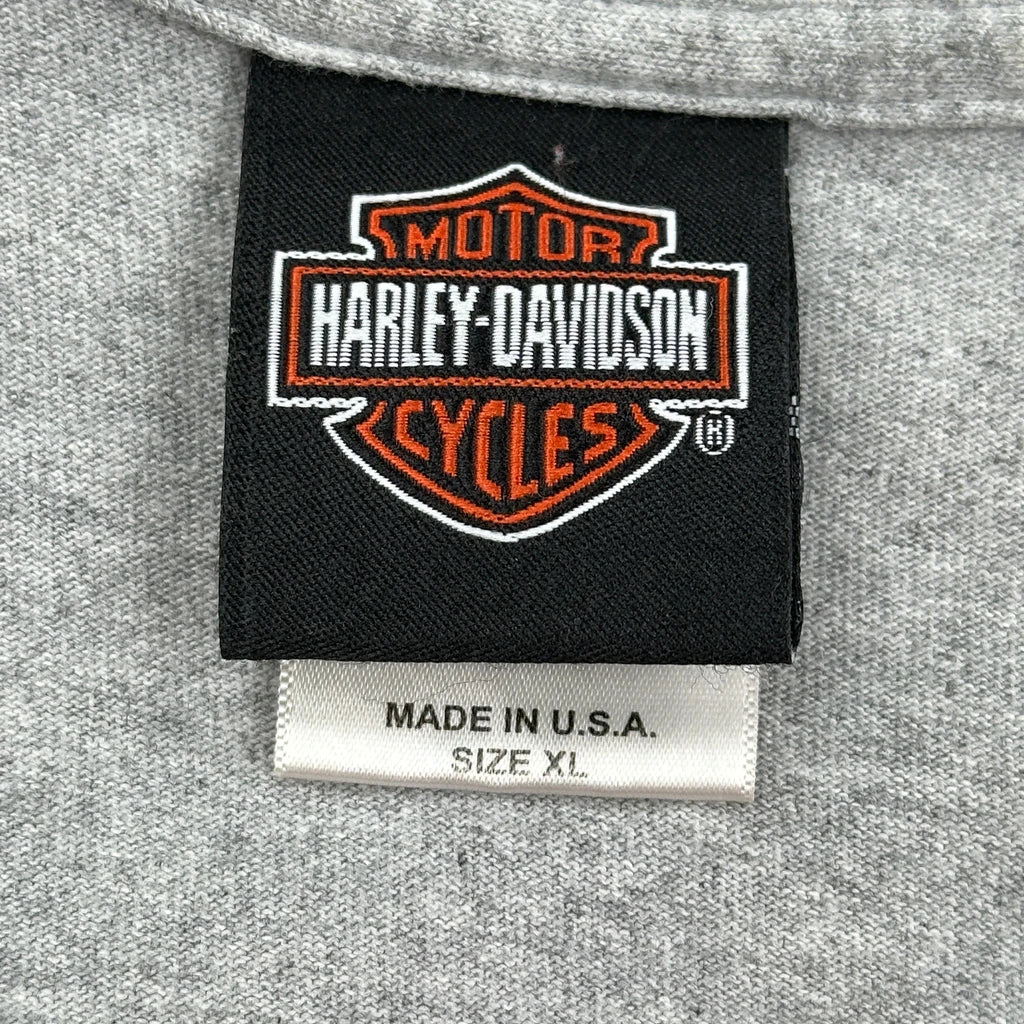 MOTOR
HARLEY-DAVIDSON
CYCLES
®
MADE IN U.S.A.
SIZE XL